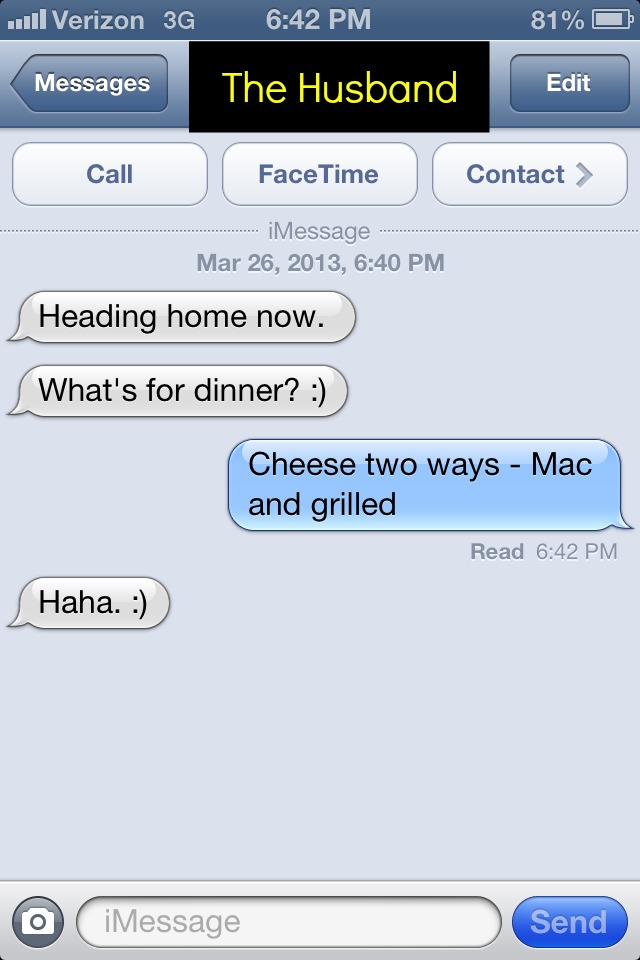 Verizon 3G 6:42 PM 81%
Messages The Husband Edit
Call FaceTime Contact
iMessage
Mar 26, 2013, 6:40 PM
Heading home now.
What's for dinner? :)
Cheese two ways - Mac
and grilled
Read 6:42 PM
Haha. :)
iMessage Send